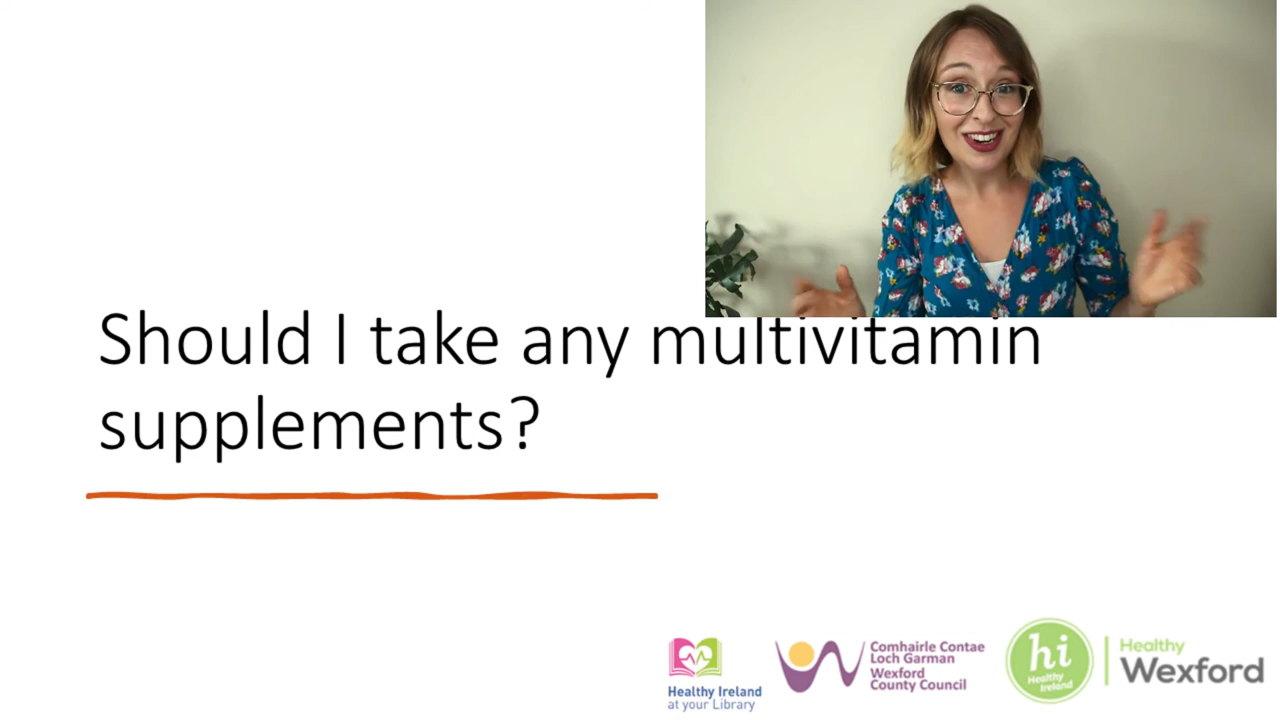 Should I take any multivitamin
supplements?
Healthy Ireland
at your Library
Comhairle Contae
Loch Garman
Wexford
County Council
hi
Healthy
Ireland
Healthy
Wexford